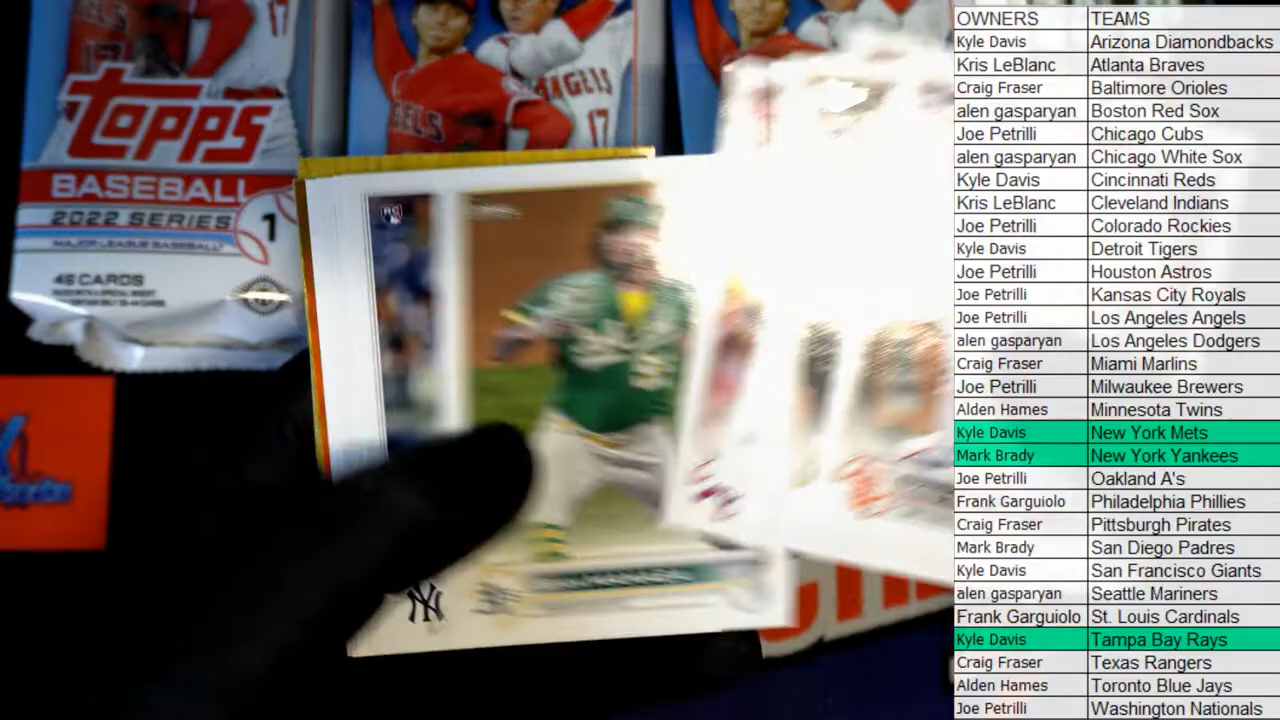 Topps
BASEBALL
2022 SERIES 1
MAJOR LEAGUE BASEBALL
46 CARDS
ANGELS
17
NY
OWNERS TEAMS
Kyle Davis Arizona Diamondbacks
Kris LeBlanc Atlanta Braves
Craig Fraser Baltimore Orioles
alen gasparyan Boston Red Sox
Joe Petrilli Chicago Cubs
alen gasparyan Chicago White Sox
Kyle Davis Cincinnati Reds
Kris LeBlanc Cleveland Indians
Joe Petrilli Colorado Rockies
Kyle Davis Detroit Tigers
Joe Petrilli Houston Astros
Joe Petrilli Kansas City Royals
Joe Petrilli Los Angeles Angels
alen gasparyan Los Angeles Dodgers
Craig Fraser Miami Marlins
Joe Petrilli Milwaukee Brewers
Alden Hames Minnesota Twins
Kyle Davis New York Mets
Mark Brady New York Yankees
Joe Petrilli Oakland A's
Frank Garguiolo Philadelphia Phillies
Craig Fraser Pittsburgh Pirates
Mark Brady San Diego Padres
Kyle Davis San Francisco Giants
alen gasparyan Seattle Mariners
Frank Garguiolo St. Louis Cardinals
Kyle Davis Tampa Bay Rays
Craig Fraser Texas Rangers
Alden Hames Toronto Blue Jays
Joe Petrilli Washington Nationals